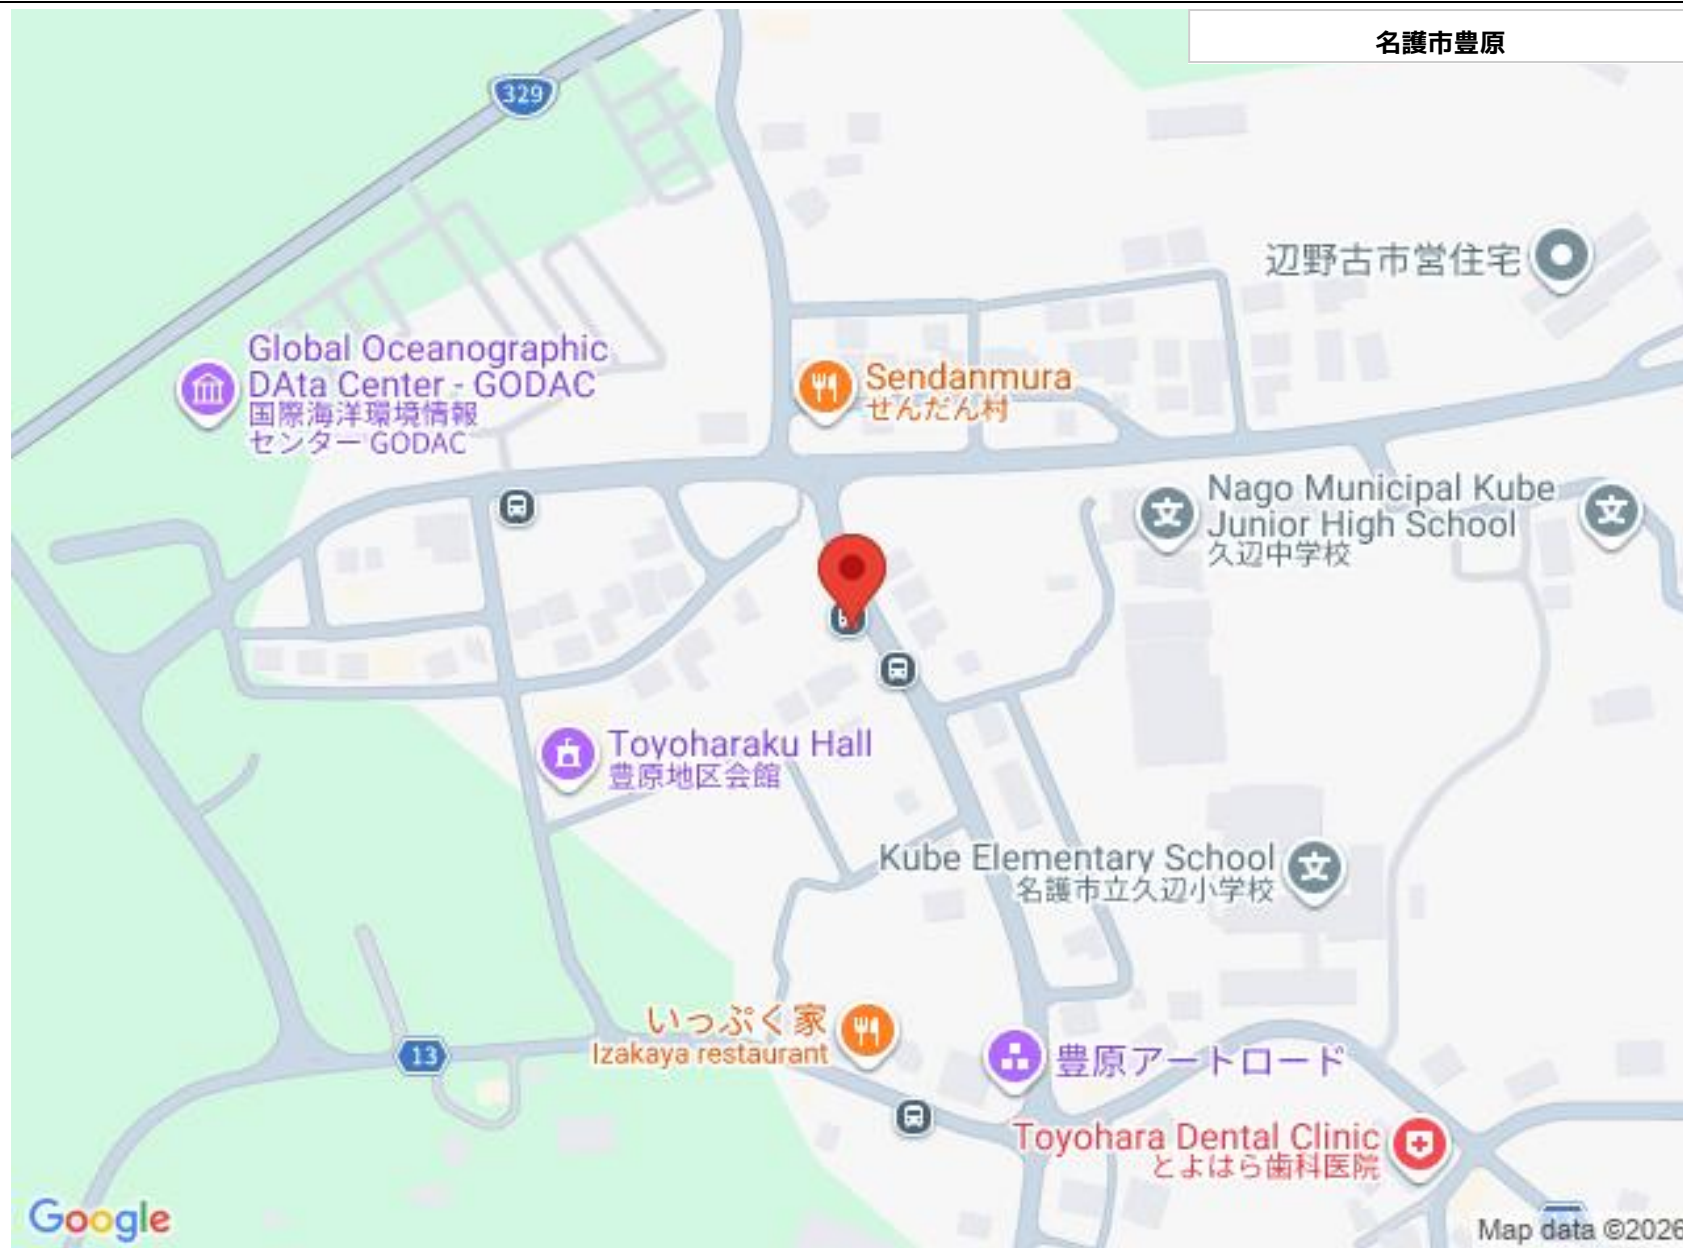 名護市豊原
329
辺野古市営住宅
Global Oceanographic
DAta Center - GODAC
国際海洋環境情報
センター GODAC
Sendanmura
せんだん村
Nago Municipal Kube
Junior High School
久辺中学校
Toyoharaku Hall
豊原地区会館
Kube Elementary School
名護市立久辺小学校
いっぷく家
Izakaya restaurant
13
豊原アートロード
Toyohara Dental Clinic
とよはら歯科医院
Google
Map data ©2026